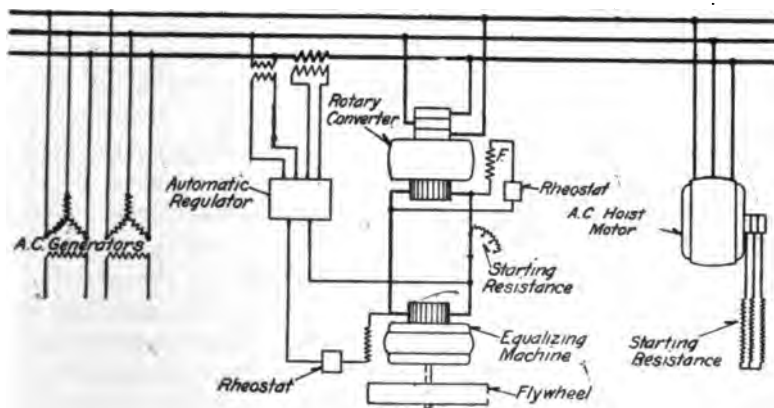 Rotary
Converter
F
Rheostat
Automatic
Regulator
A.C. Generators
A.C Hoist
Motor
Starting
Resistance
Equalizing
Machine
Starting
Resistance
Rheostat
Flywheel